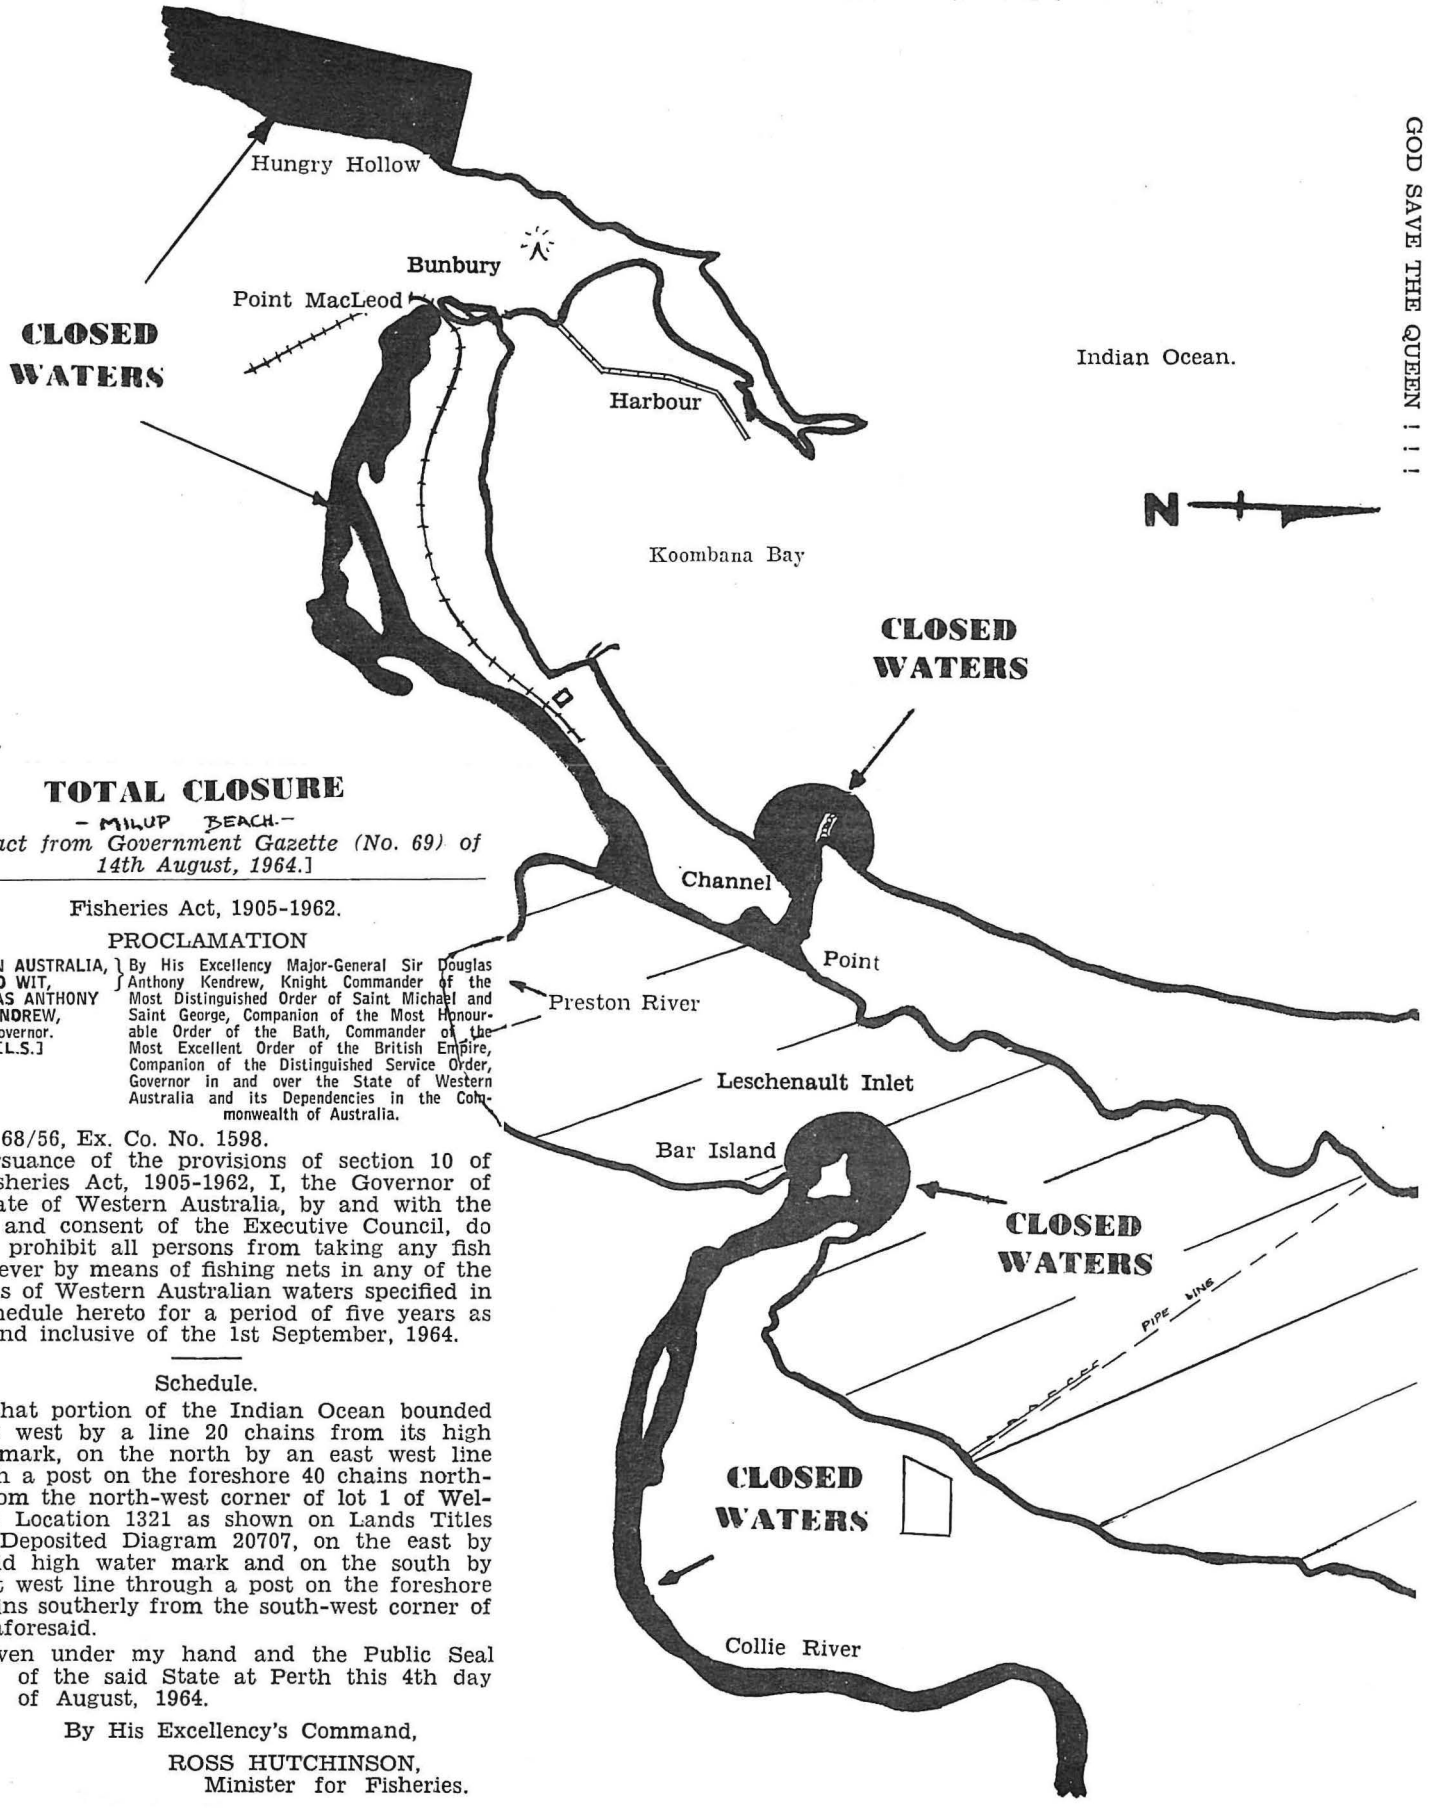 Hungry Hollow
Bunbury
Point MacLeod
CLOSED
WATERS
Harbour
Indian Ocean.
GOD SAVE THE QUEEN ! ! !
N
Koombana Bay
CLOSED
WATERS
Channel
Point
Preston River
Leschenault Inlet
Bar Island
CLOSED
WATERS
PIPE LINE
CLOSED
WATERS
Collie River
TOTAL CLOSURE
- MILUP BEACH.-
act from Government Gazette (No. 69) of
14th August, 1964.]
Fisheries Act, 1905-1962.
PROCLAMATION
N AUSTRALIA,
O WIT,
AS ANTHONY
NDREW,
overnor.
[L.S.]
} By His Excellency Major-General Sir Douglas
Anthony Kendrew, Knight Commander of the
Most Distinguished Order of Saint Michael and
Saint George, Companion of the Most Honour-
able Order of the Bath, Commander of the
Most Excellent Order of the British Empire,
Companion of the Distinguished Service Order,
Governor in and over the State of Western
Australia and its Dependencies in the Com-
monwealth of Australia.
68/56, Ex. Co. No. 1598.
rsuance of the provisions of section 10 of
sheries Act, 1905-1962, I, the Governor of
ate of Western Australia, by and with the
and consent of the Executive Council, do
prohibit all persons from taking any fish
ever by means of fishing nets in any of the
s of Western Australian waters specified in
hedule hereto for a period of five years as
nd inclusive of the 1st September, 1964.
Schedule.
hat portion of the Indian Ocean bounded
west by a line 20 chains from its high
mark, on the north by an east west line
h a post on the foreshore 40 chains north-
om the north-west corner of lot 1 of Wel-
Location 1321 as shown on Lands Titles
Deposited Diagram 20707, on the east by
id high water mark and on the south by
t west line through a post on the foreshore
ins southerly from the south-west corner of
aforesaid.
ven under my hand and the Public Seal
of the said State at Perth this 4th day
of August, 1964.
By His Excellency's Command,
ROSS HUTCHINSON,
Minister for Fisheries.